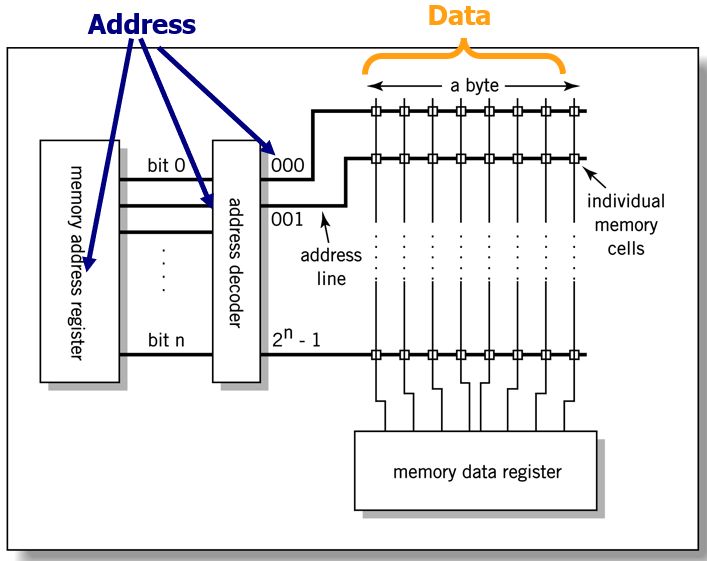 Address
Data
a byte
bit 0
000
001
address
line
individual
memory
cells
memory address register
address decoder
bit n
2ⁿ - 1
memory data register